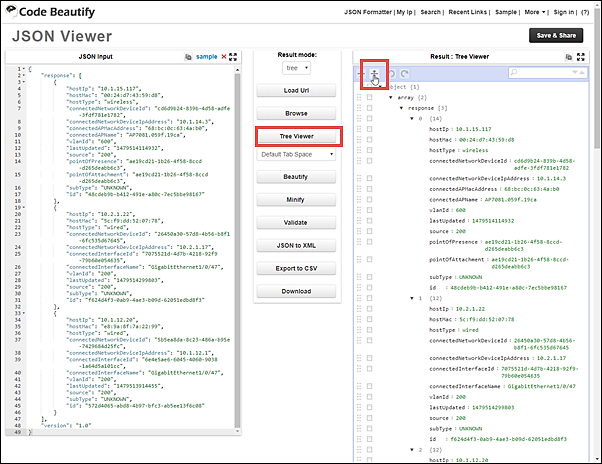 Code Beautify
JSON Formatter | My Ip | Search | Recent Links | Sample | More | Sign in | (?)
JSON Viewer
Save & Share
JSON Input
sample
Result mode:
Result : Tree Viewer
tree
Load Url
Browse
Tree Viewer
Default Tab Space
Beautify
Minify
Validate
JSON to XML
Export to CSV
Download
1 {
2 "response": [
3 {
4 "hostIp": "10.1.15.117",
5 "hostMac": "00:24:d7:43:59:d8",
6 "hostType": "wireless",
7 "connectedNetworkDeviceId": "cd6d9b24-839b-4d58-adfe
-3fdf781e1782",
8 "connectedNetworkDeviceIpAddress": "10.1.14.3",
9 "connectedAPMacAddress": "68:bc:0c:63:4a:b0",
10 "connectedAPName": "AP7081.059f.19ca",
11 "vlanId": "600",
12 "lastUpdated": "1479514114932",
13 "source": "200",
14 "pointOfPresence": "ae19cd21-1b26-4f58-8ccd
-d265deabb6c3",
15 "pointOfAttachment": "ae19cd21-1b26-4f58-8ccd
-d265deabb6c3",
16 "subType": "UNKNOWN",
17 "id": "48cdeb9b-b412-491e-a80c-7ec5bbe98167"
18 },
19 {
20 "hostIp": "10.2.1.22",
21 "hostMac": "5c:f9:dd:52:07:78",
22 "hostType": "wired",
23 "connectedNetworkDeviceId": "26450a30-57d8-4b56-b8f1
-6fc535d67645",
24 "connectedNetworkDeviceIpAddress": "10.2.1.17",
25 "connectedInterfaceId": "7075521d-4d7b-4218-92f9
-79b60e054635",
26 "connectedInterfaceName": "GigabitEthernet1/0/47",
27 "vlanId": "200",
28 "lastUpdated": "1479514299803",
29 "source": "200",
30 "subType": "UNKNOWN",
31 "id": "f624d4f3-0ab9-4ae3-b09d-62051edbd8f3"
32 },
33 {
34 "hostIp": "10.1.12.20",
35 "hostMac": "e8:9a:8f:7a:22:99",
36 "hostType": "wired",
37 "connectedNetworkDeviceId": "5b5ea8da-8c23-486a-b95e
-7429684d25fc",
38 "connectedNetworkDeviceIpAddress": "10.1.12.1",
39 "connectedInterfaceId": "6e4e5ae6-6045-4060-9038
-1a64d5a101cc",
40 "connectedInterfaceName": "GigabitEthernet1/0/47",
41 "vlanId": "200",
42 "lastUpdated": "1479513914455",
43 "source": "200",
44 "subType": "UNKNOWN",
45 "id": "572d4065-abd8-4b97-bfc3-ab5ee13f6c08"
46 }
47 ],
48 "version": "1.0"
49 }
object {1}
array {2}
response [3]
0 {14}
hostIp : 10.1.15.117
hostMac : 00:24:d7:43:59:d8
hostType : wireless
connectedNetworkDeviceId : cd6d9b24-839b-4d58
-adfe-3fdf781e1782
connectedNetworkDeviceIpAddress : 10.1.14.3
connectedAPMacAddress : 68:bc:0c:63:4a:b0
connectedAPName : AP7081.059f.19ca
vlanId : 600
lastUpdated : 1479514114932
source : 200
pointOfPresence : ae19cd21-1b26-4f58-8ccd-
d265deabb6c3
pointOfAttachment : ae19cd21-1b26-4f58-8ccd
-d265deabb6c3
subType : UNKNOWN
id : 48cdeb9b-b412-491e-a80c-7ec5bbe98167
1 {12}
hostIp : 10.2.1.22
hostMac : 5c:f9:dd:52:07:78
hostType : wired
connectedNetworkDeviceId : 26450a30-57d8-4b56
-b8f1-6fc535d67645
connectedNetworkDeviceIpAddress : 10.2.1.17
connectedInterfaceId : 7075521d-4d7b-4218-92f9
-79b60e054635
connectedInterfaceName : GigabitEthernet1/0/47
vlanId : 200
lastUpdated : 1479514299803
source : 200
subType : UNKNOWN
id : f624d4f3-0ab9-4ae3-b09d-62051edbd8f3
2 {12}
hostIp : 10.1.12.20